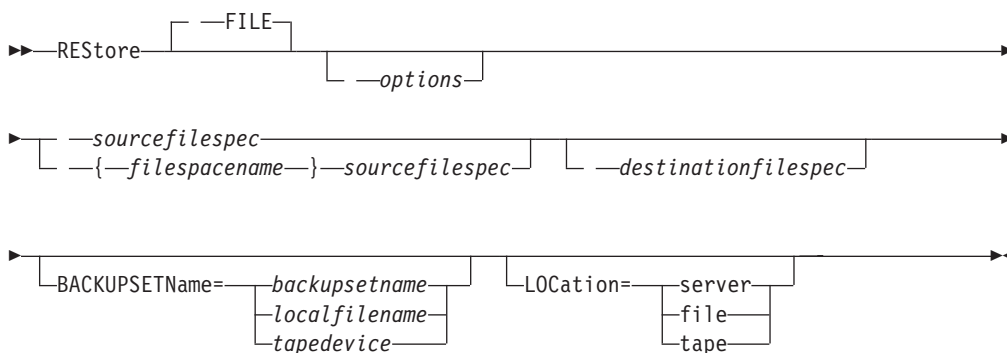 FILE
REStore
options
sourcefilespec
{ filespacename } sourcefilespec
destinationfilespec
BACKUPSETName= backupsetname
localfilename
tapedevice
LOCation= server
file
tape